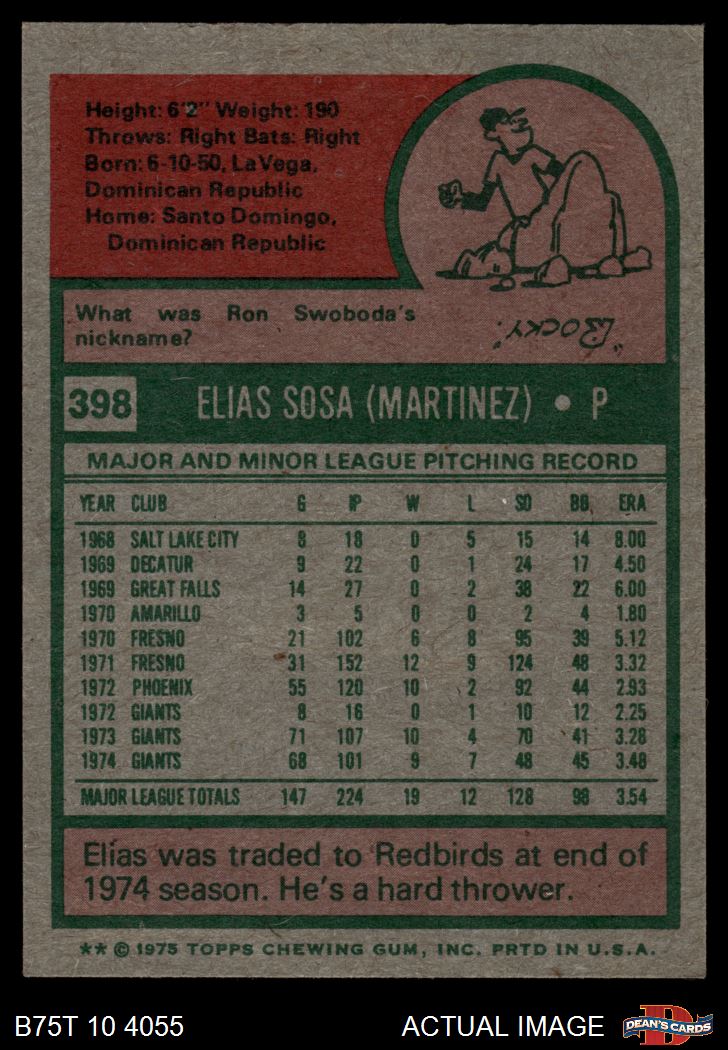 Height: 6'2" Weight: 190
Throws: Right Bats: Right
Born: 6-10-50, La Vega,
Dominican Republic
Home: Santo Domingo,
Dominican Republic
What was Ron Swoboda's
nickname?
"Rocky."
398 ELIAS SOSA (MARTINEZ) • P
MAJOR AND MINOR LEAGUE PITCHING RECORD
YEAR CLUB G IP W L SO BB ERA
1968 SALT LAKE CITY 8 18 0 5 15 14 8.00
1969 DECATUR 9 22 0 1 24 17 4.50
1969 GREAT FALLS 14 27 0 2 38 22 6.00
1970 AMARILLO 3 5 0 0 2 4 1.80
1970 FRESNO 21 102 6 8 95 39 5.12
1971 FRESNO 31 152 12 9 124 48 3.32
1972 PHOENIX 55 120 10 2 92 44 2.93
1972 GIANTS 8 16 0 1 10 12 2.25
1973 GIANTS 71 107 10 4 70 41 3.28
1974 GIANTS 68 101 9 7 48 45 3.48
MAJOR LEAGUE TOTALS 147 224 19 12 128 98 3.54
Elías was traded to Redbirds at end of
1974 season. He's a hard thrower.
** © 1975 TOPPS CHEWING GUM, INC. PRTD IN U.S.A.
B75T 10 4055 ACTUAL IMAGE
D
DEAN'S CARDS